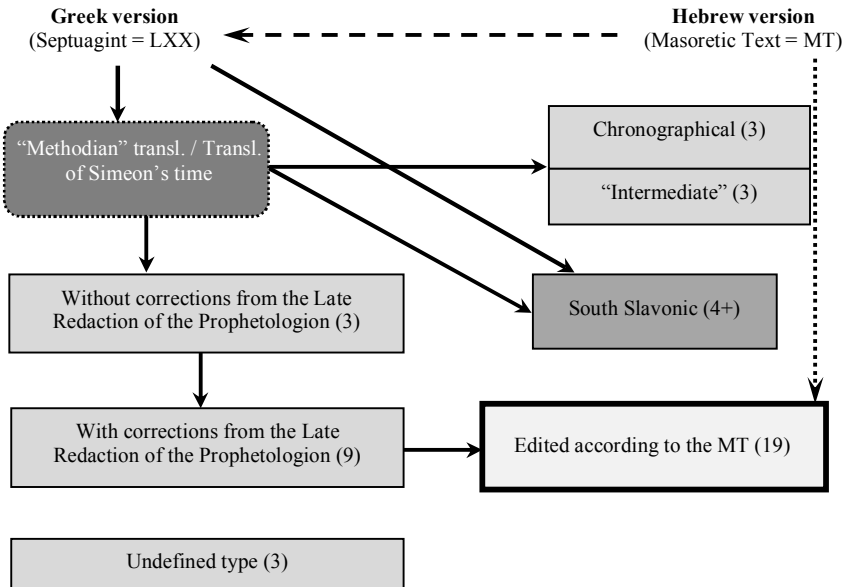 Greek version
(Septuagint = LXX)
Hebrew version
(Masoretic Text = MT)
“Methodian” transl. / Transl.
of Simeon’s time
Chronographical (3)
“Intermediate” (3)
Without corrections from the Late
Redaction of the Prophetologion (3)
South Slavonic (4+)
With corrections from the Late
Redaction of the Prophetologion (9)
Edited according to the MT (19)
Undefined type (3)